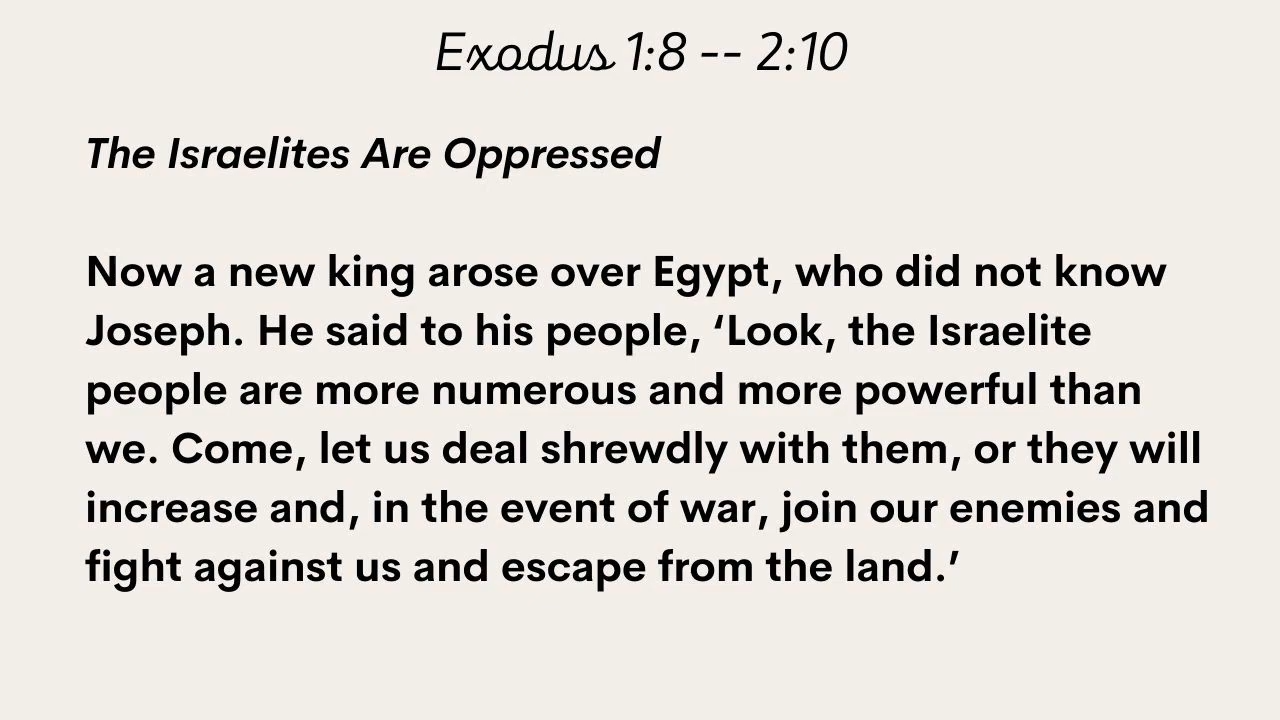 Exodus 1:8 -- 2:10
The Israelites Are Oppressed
Now a new king arose over Egypt, who did not know
Joseph. He said to his people, ‘Look, the Israelite
people are more numerous and more powerful than
we. Come, let us deal shrewdly with them, or they will
increase and, in the event of war, join our enemies and
fight against us and escape from the land.’